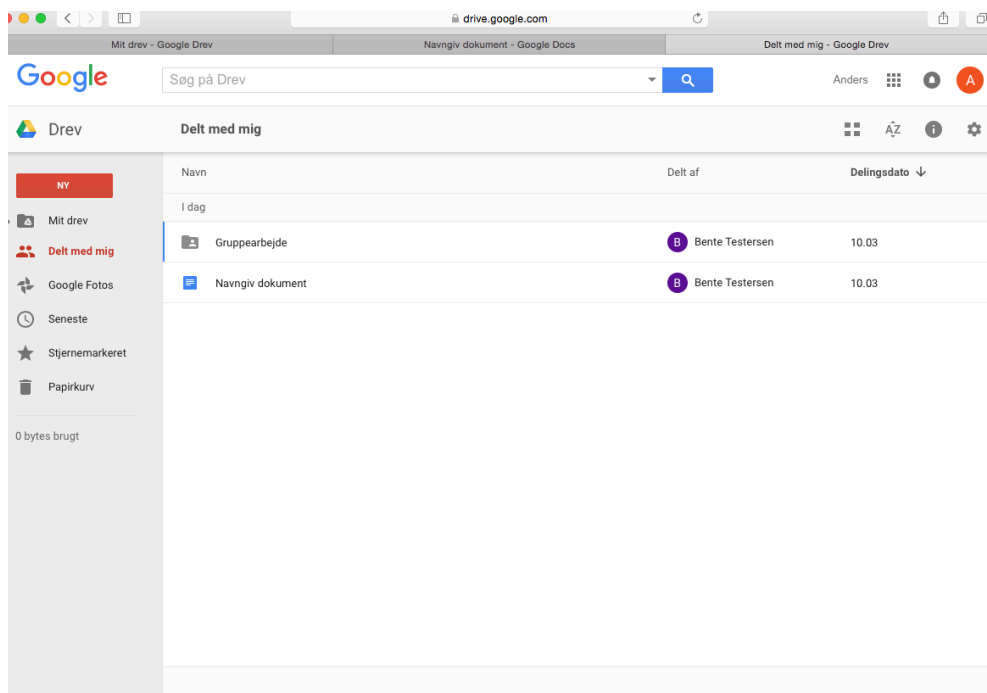 drive.google.com
Mit drev - Google Drev
Navngiv dokument - Google Docs
Delt med mig - Google Drev
Google
Søg på Drev
Anders
A
Drev
Delt med mig
AZ
i
NY
Navn
Delt af
Delingsdato
I dag
Mit drev
Delt med mig
Google Fotos
Seneste
Stjernemarkeret
Papirkurv
0 bytes brugt
Gruppearbejde
B Bente Testersen
10.03
Navngiv dokument
B Bente Testersen
10.03